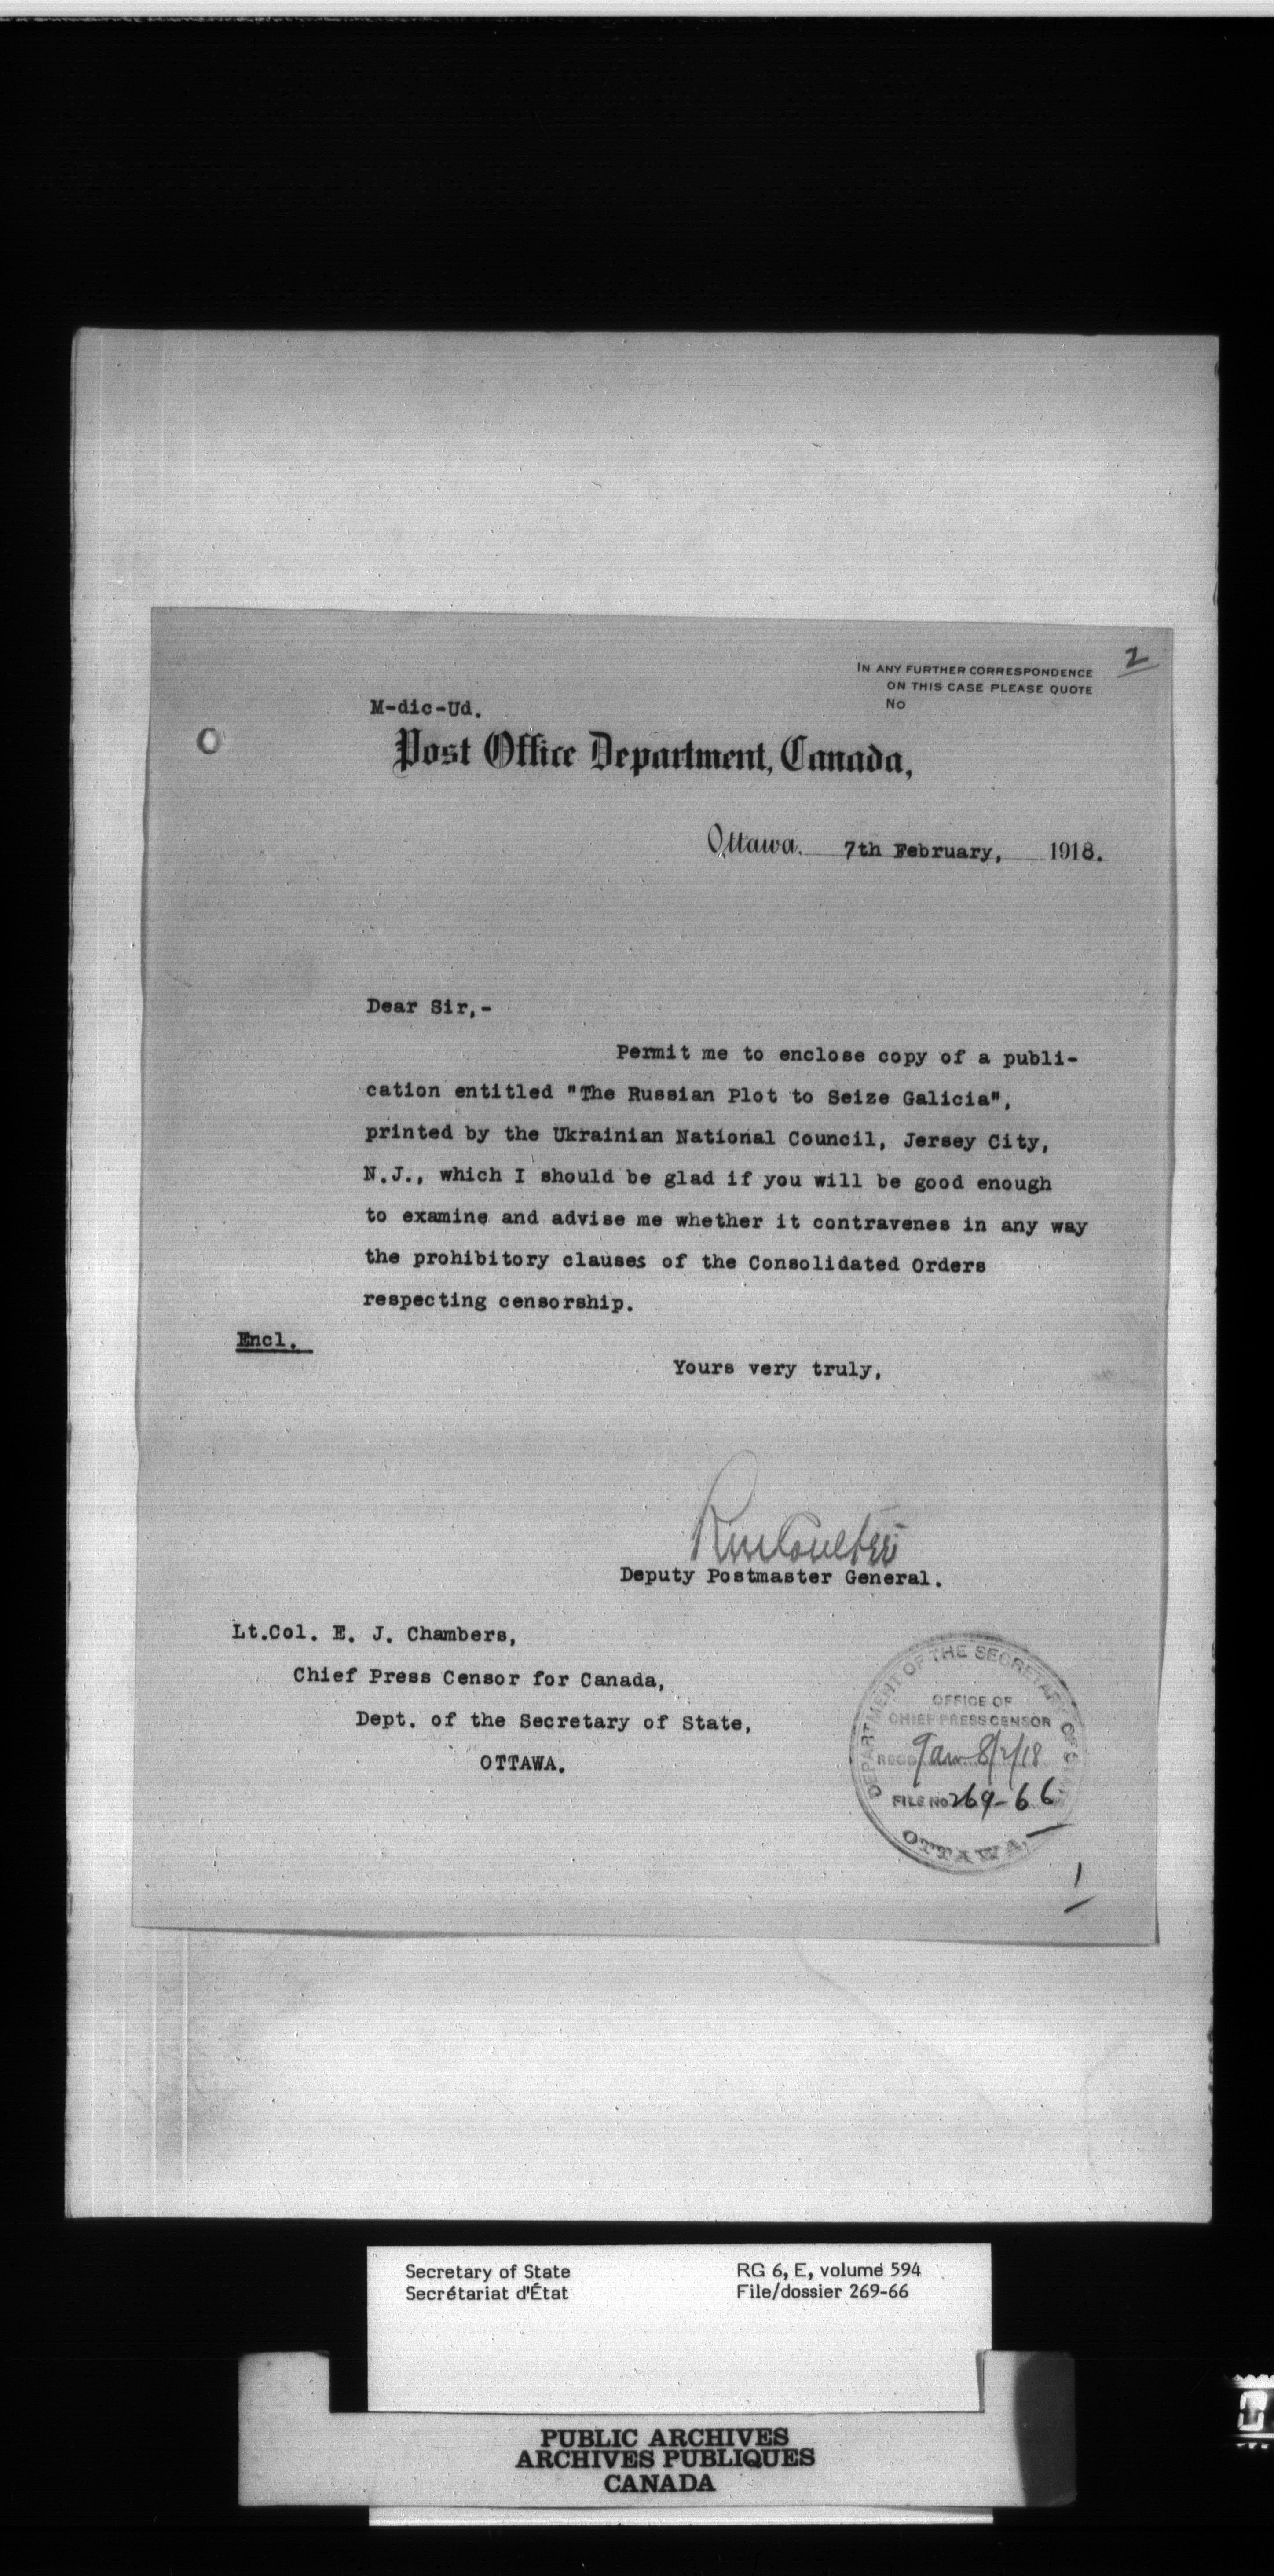 2
IN ANY FURTHER CORRESPONDENCE
ON THIS CASE PLEASE QUOTE
No
M-dic-Ud.
Post Office Department, Canada,
Ottawa. 7th February, 1918.
Dear Sir,-
Permit me to enclose copy of a publi-
cation entitled "The Russian Plot to Seize Galicia",
printed by the Ukrainian National Council, Jersey City,
N.J., which I should be glad if you will be good enough
to examine and advise me whether it contravenes in any way
the prohibitory clauses of the Consolidated Orders
respecting censorship.
Encl.
Yours very truly,
RM Coulter
Deputy Postmaster General.
Lt.Col. E. J. Chambers,
Chief Press Censor for Canada,
Dept. of the Secretary of State,
OTTAWA.
DEPARTMENT OF THE SECRETARY OF STATE
OFFICE OF
CHIEF PRESS CENSOR
RECD 8/2/18
FILE No 269-66
OTTAWA.
1
Secretary of State
Secrétariat d'État
RG 6, E, volume 594
File/dossier 269-66
PUBLIC ARCHIVES
ARCHIVES PUBLIQUES
CANADA